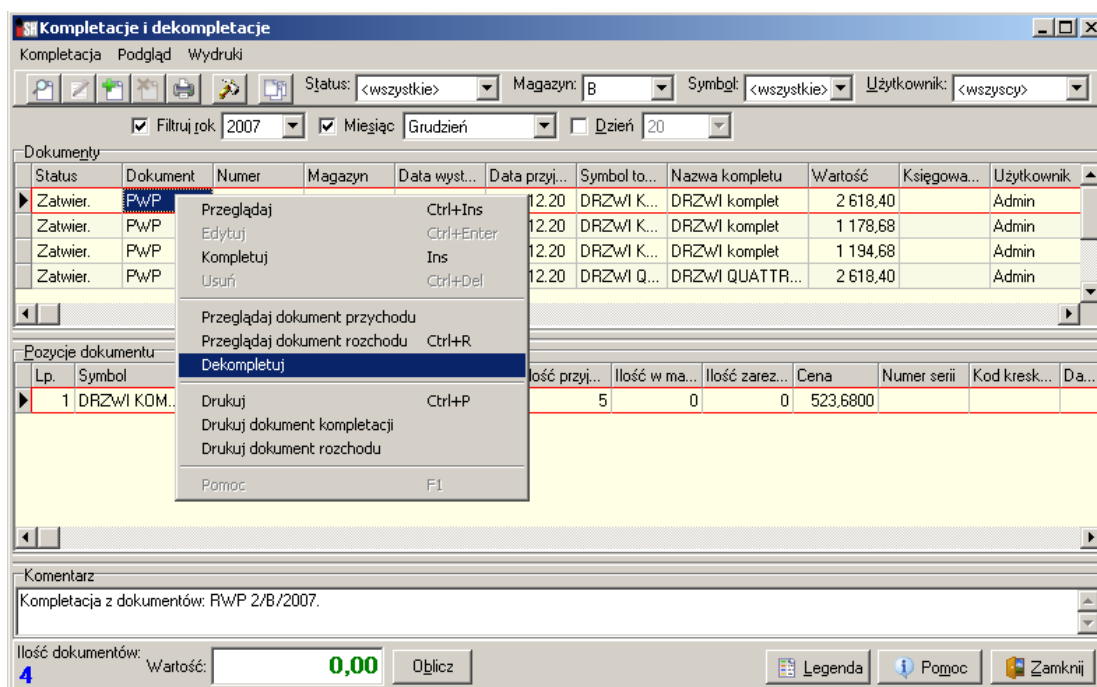 SH Kompletacje i dekompletacje
Kompletacja Podgląd Wydruki
Status: <wszystkie> Magazyn: B Symbol: <wszystkie> Użytkownik: <wszyscy>
Filtruj rok 2007 Miesiąc Grudzień Dzień 20
Dokumenty
Status Dokument Numer Magazyn Data wyst... Data przyj... Symbol to... Nazwa kompletu Wartość Księgowa... Użytkownik
Zatwier. PWP 12.20 DRZWI K... DRZWI komplet 2 618,40 Admin
Zatwier. PWP 12.20 DRZWI K... DRZWI komplet 1 178,68 Admin
Zatwier. PWP 12.20 DRZWI K... DRZWI komplet 1 194,68 Admin
Zatwier. PWP 12.20 DRZWI Q... DRZWI QUATTR... 2 618,40 Admin
Przeglądaj Ctrl+Ins
Edytuj Ctrl+Enter
Kompletuj Ins
Usuń Ctrl+Del
Przeglądaj dokument przychodu
Przeglądaj dokument rozchodu Ctrl+R
Dekompletuj
Drukuj Ctrl+P
Drukuj dokument kompletacji
Drukuj dokument rozchodu
Pomoc F1
Pozycje dokumentu
Lp. Symbol lość przyj... Ilość w ma... Ilość zarez... Cena Numer serii Kod kresk... Da...
1 DRZWI KOM... 5 0 0 523,6800
Komentarz
Kompletacja z dokumentów: RWP 2/B/2007.
Ilość dokumentów:
4 Wartość: 0,00 Oblicz Legenda Pomoc Zamknij